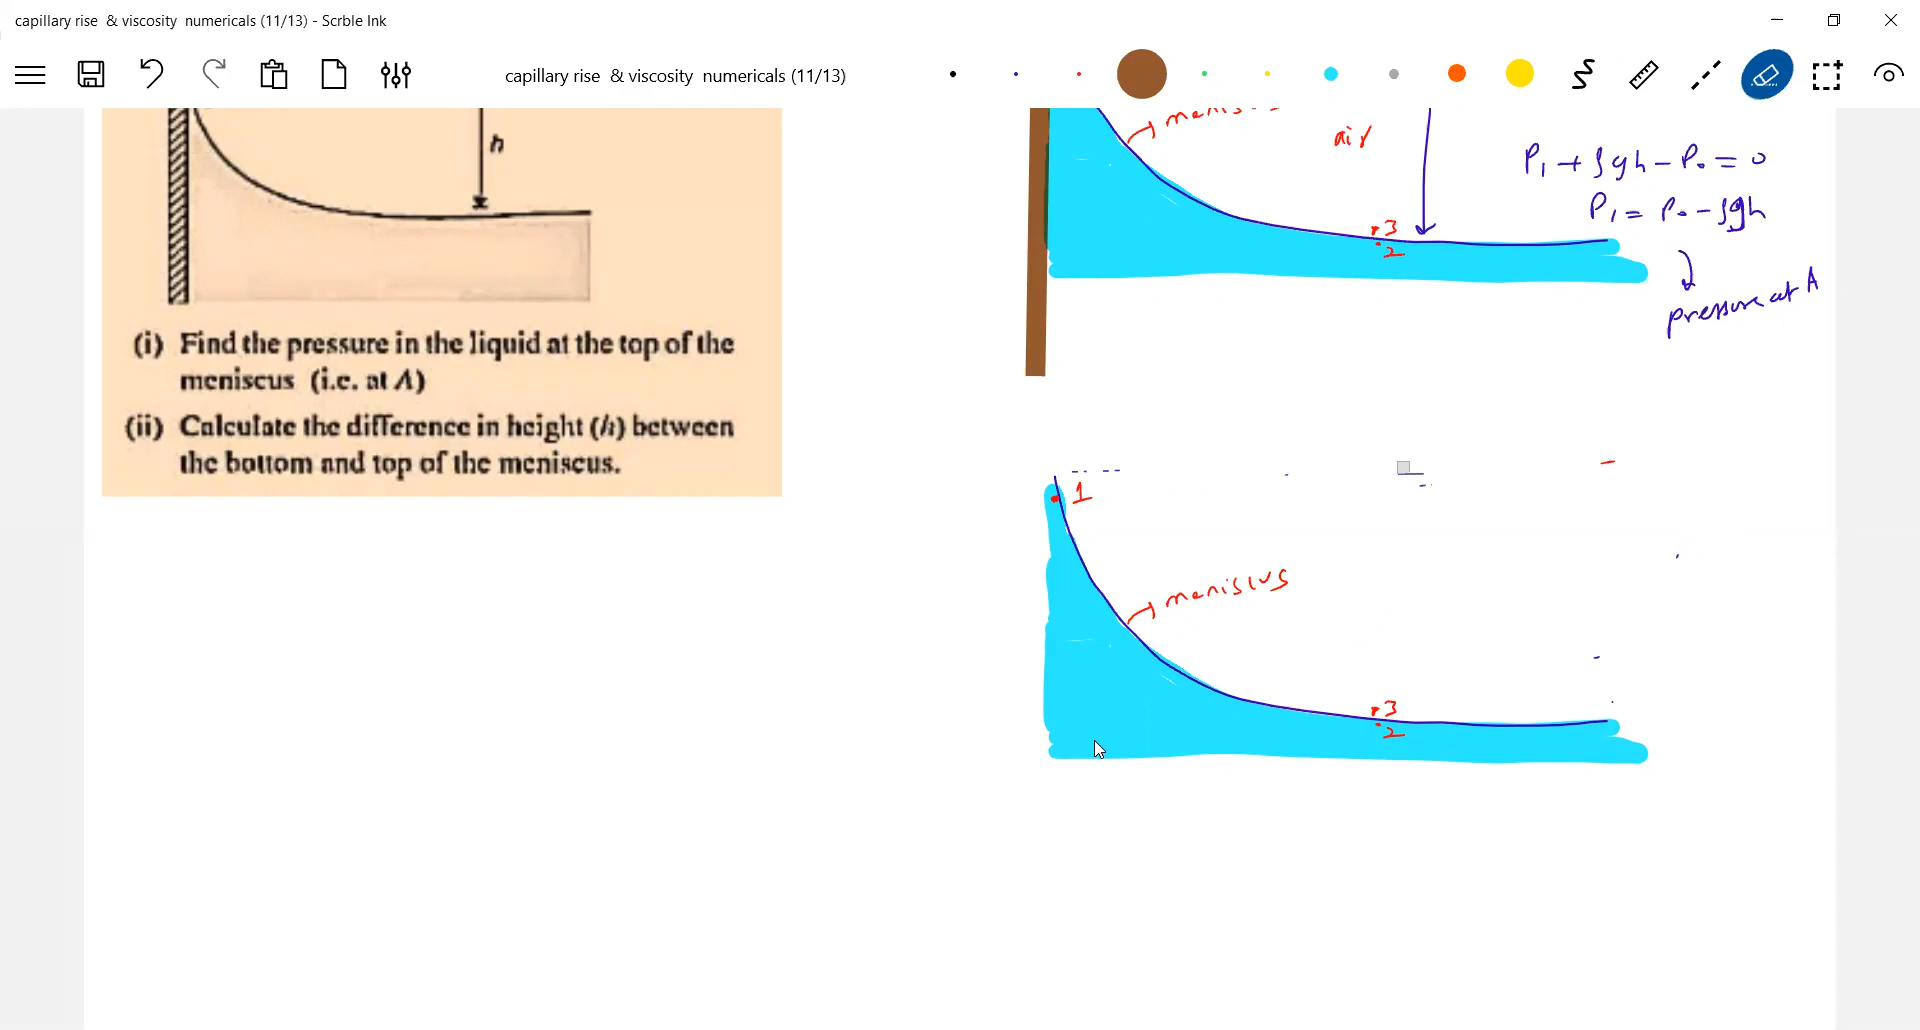 capillary rise & viscosity numericals (11/13) - Scrble Ink
capillary rise & viscosity numericals (11/13)
h
(i) Find the pressure in the liquid at the top of the
meniscus (i.e. at A)
(ii) Calculate the difference in height (h) between
the bottom and top of the meniscus.
air
3
2
P₁ + ρgh - P₀ = 0
P₁ = P₀ - ρgh
pressure at A
1
meniscus
3
2